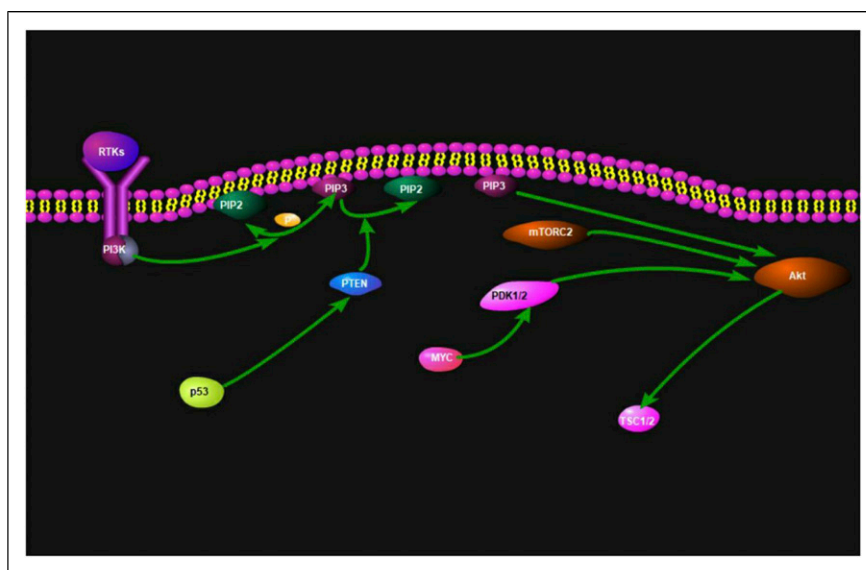 RTKs
PIP2
P
PIP3
PIP2
PIP3
PI3K
mTORC2
Akt
PTEN
PDK1/2
MYC
p53
TSC1/2